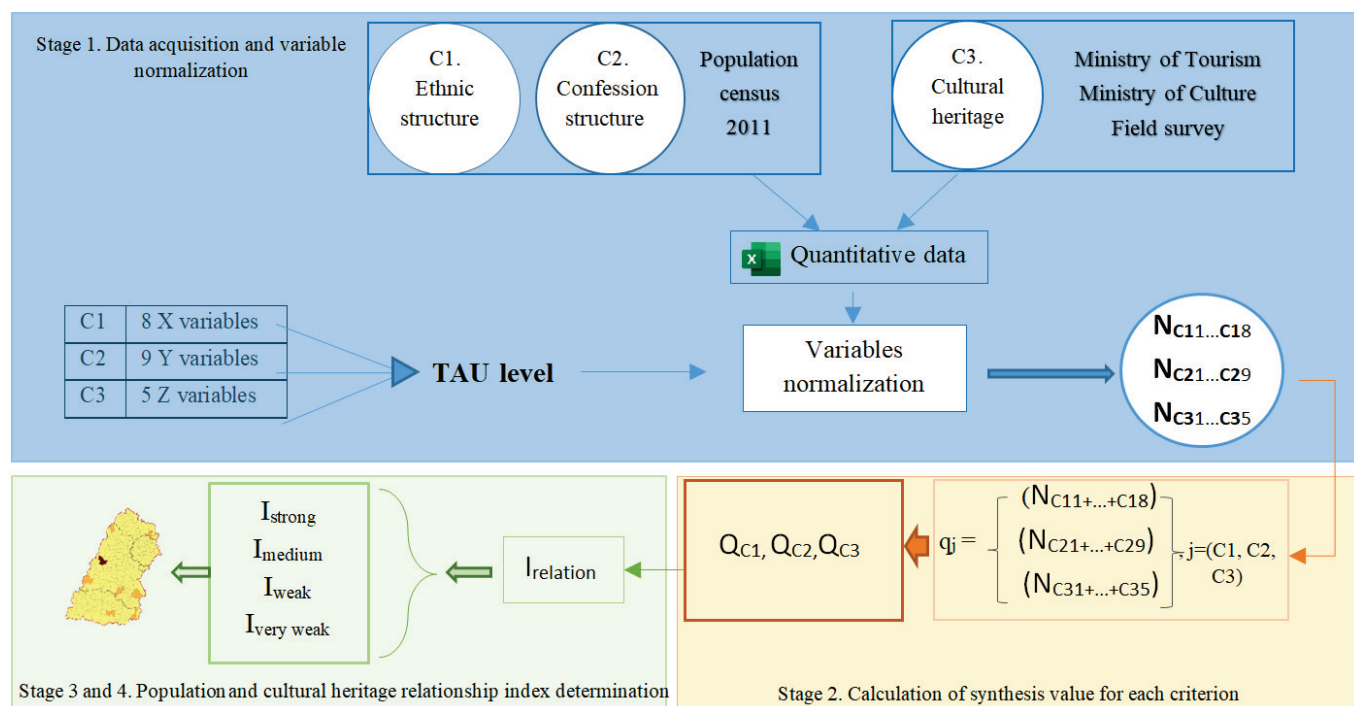 Stage 1. Data acquisition and variable
normalization
C1.
Ethnic
structure
C2.
Confession
structure
Population
census
2011
C3.
Cultural
heritage
Ministry of Tourism
Ministry of Culture
Field survey
X
Quantitative data
C1 8 X variables
C2 9 Y variables
C3 5 Z variables
TAU level
Variables
normalization
NC11...C18
NC21...C29
NC31...C35
Istrong
Imedium
Iweak
Ivery weak
Irelation
QC1, QC2,QC3
qj =
(NC11+...+C18)
(NC21+...+C29)
(NC31+...+C35)
, j=(C1, C2,
C3)
Stage 3 and 4. Population and cultural heritage relationship index determination
Stage 2. Calculation of synthesis value for each criterion